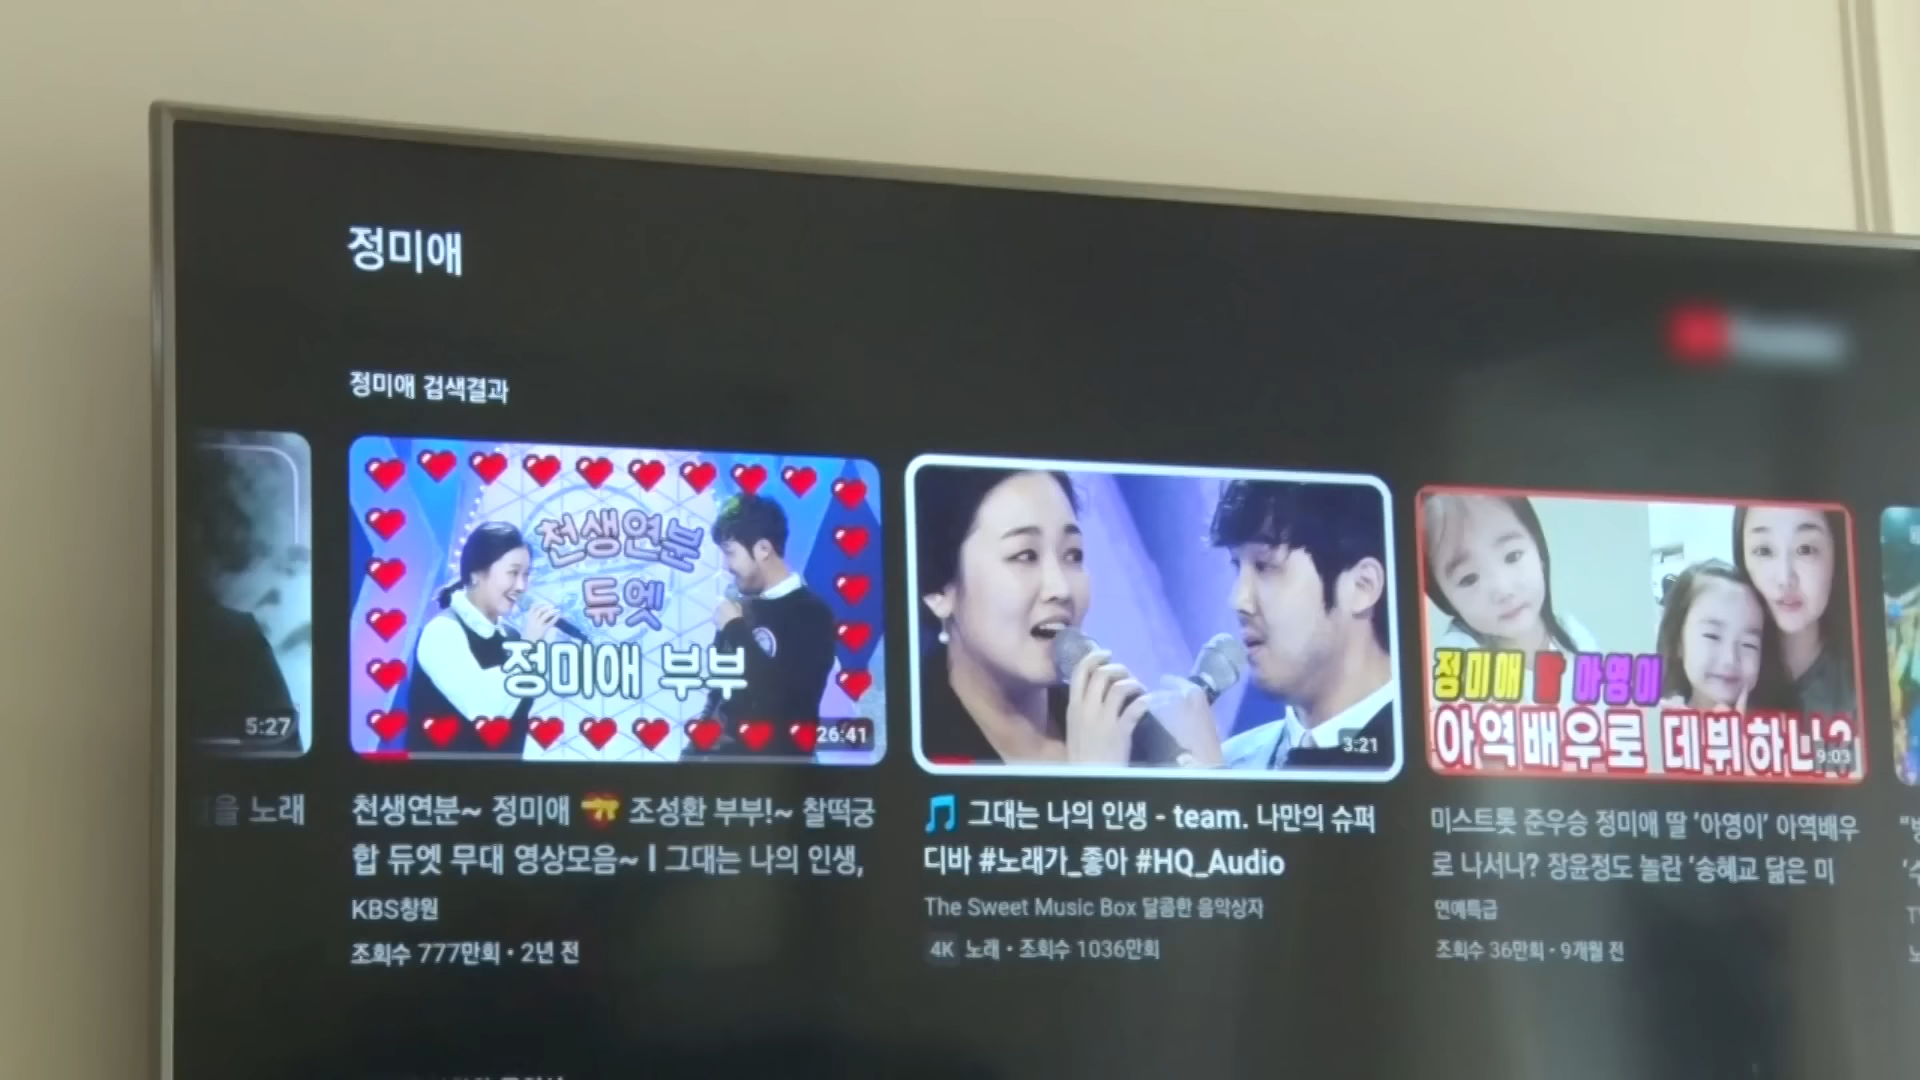 정미애
정미애 검색결과
5:27
천생연분
듀엣
정미애 부부
26:41
3:21
정미애 딸 아영이
아역배우로 데뷔하나?
9:03
을 노래
천생연분~ 정미애 조성환 부부!~ 찰떡궁
합 듀엣 무대 영상모음~ | 그대는 나의 인생,
KBS창원
조회수 777만회 • 2년 전
그대는 나의 인생 - team. 나만의 슈퍼
디바 #노래가_좋아 #HQ_Audio
The Sweet Music Box 달콤한 음악상자
4K 노래 • 조회수 1036만회
미스트롯 준우승 정미애 딸 '아영이' 아역배우
로 나서나? 장윤정도 놀란 '송혜교 닮은 미
연예특급
조회수 36만회 • 9개월 전